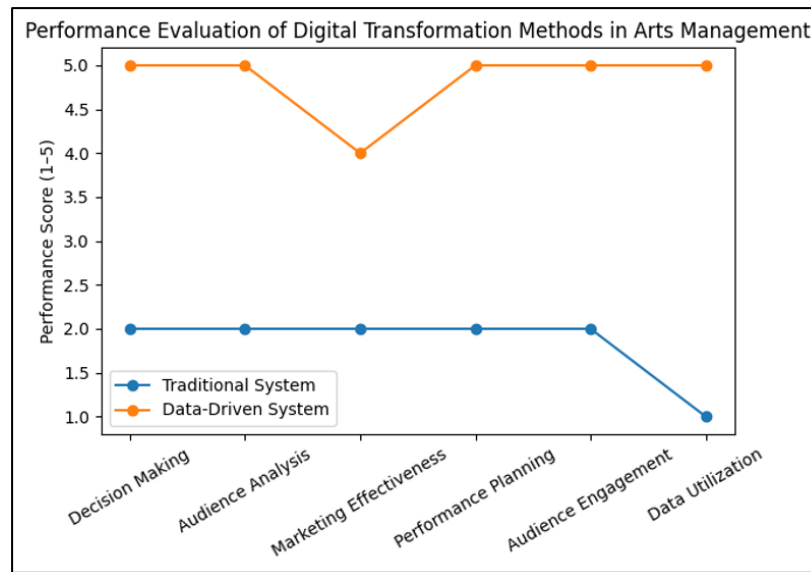 Performance Evaluation of Digital Transformation Methods in Arts Management
Performance Score (1–5)
5.0
4.5
4.0
3.5
3.0
2.5
2.0
1.5
1.0
Traditional System
Data-Driven System
Decision Making
Audience Analysis
Marketing Effectiveness
Performance Planning
Audience Engagement
Data Utilization